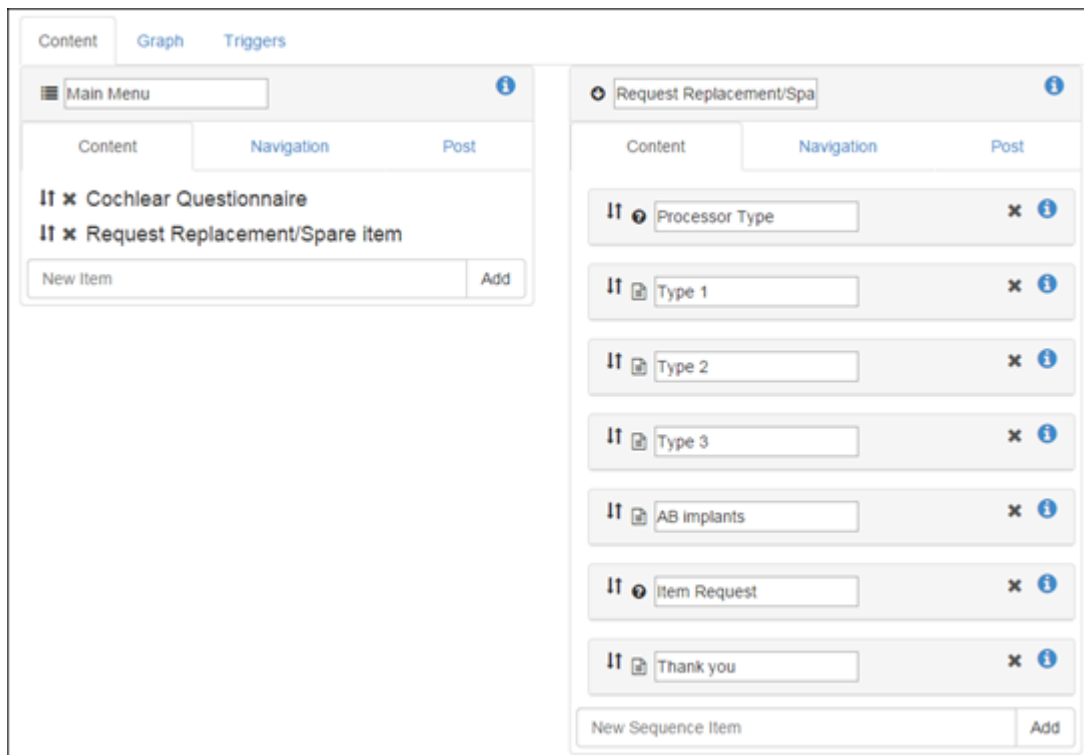 Content Graph Triggers
Main Menu
Content Navigation Post
Cochlear Questionnaire
Request Replacement/Spare item
New Item Add
Request Replacement/Spa
Content Navigation Post
Processor Type
Type 1
Type 2
Type 3
AB implants
Item Request
Thank you
New Sequence Item Add